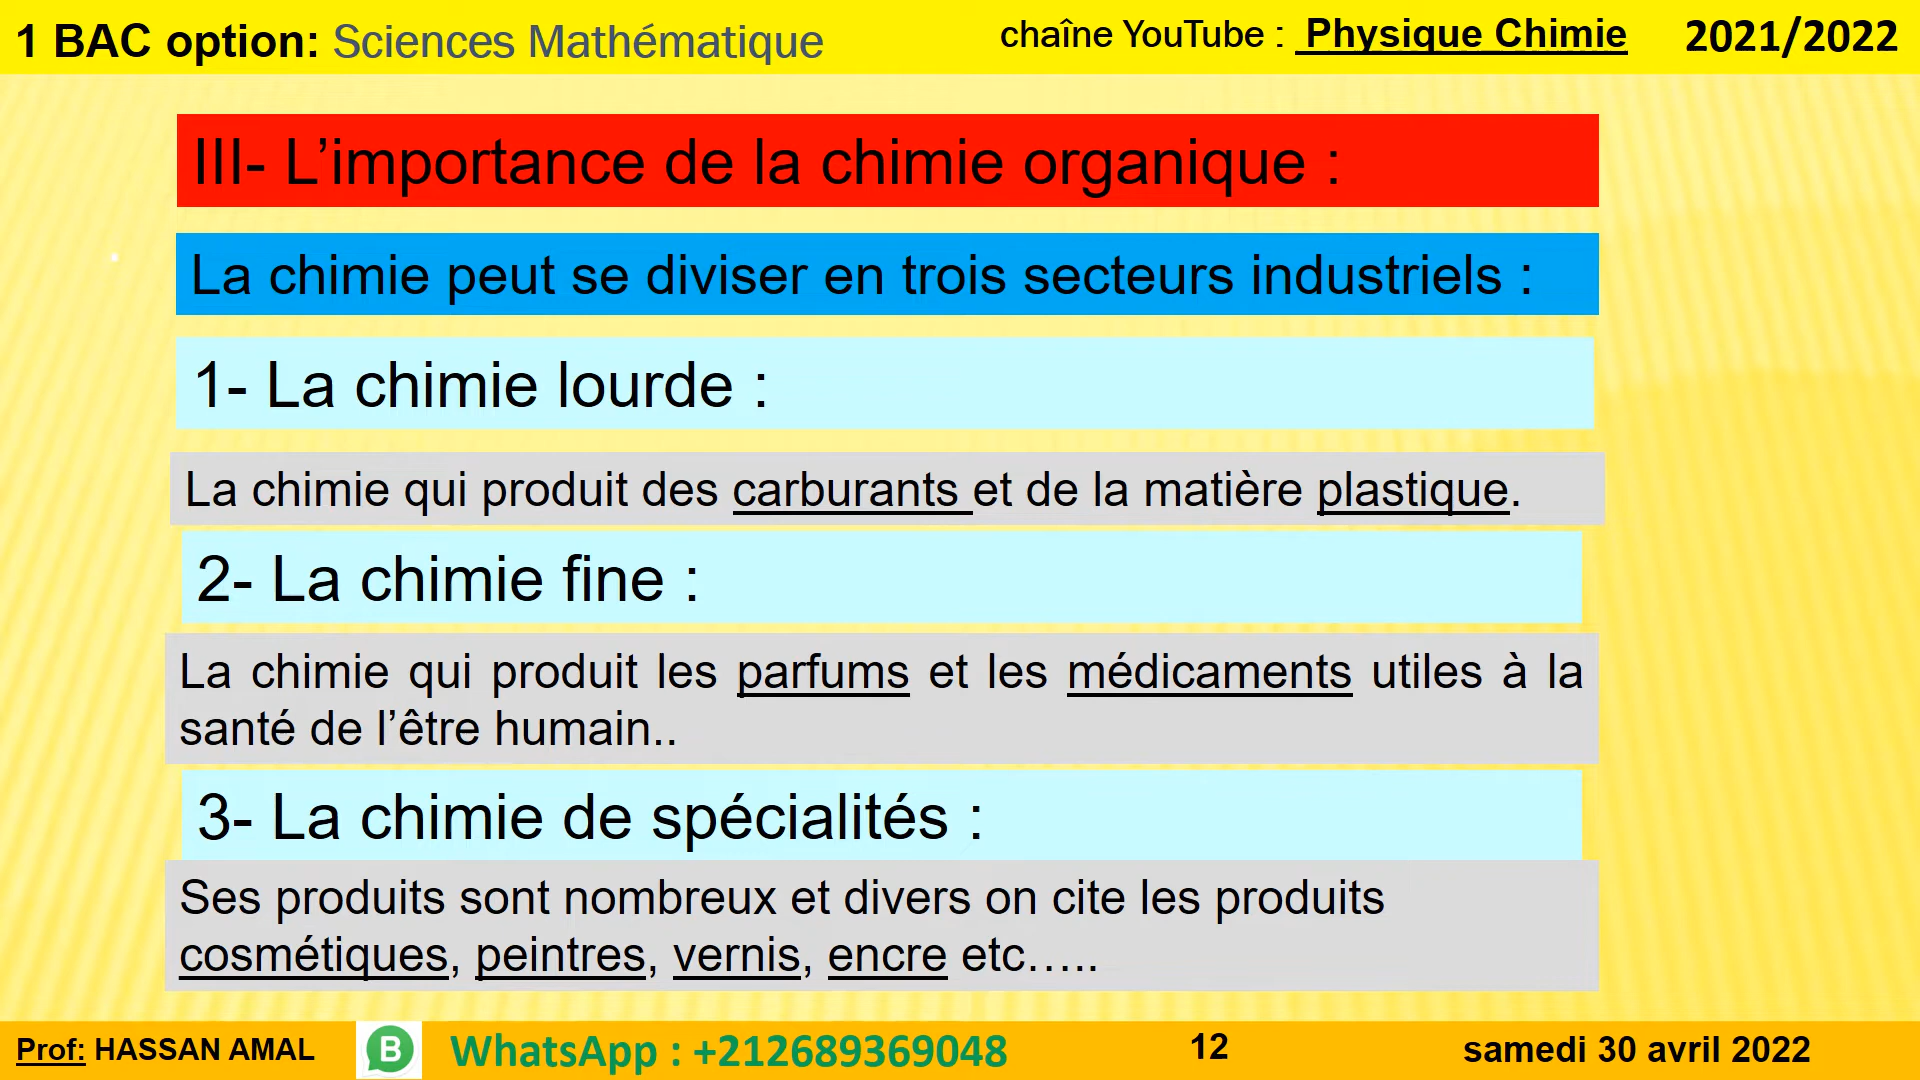 1 BAC option: Sciences Mathématique
chaîne YouTube : Physique Chimie
2021/2022
III- L’importance de la chimie organique :
La chimie peut se diviser en trois secteurs industriels :
1- La chimie lourde :
La chimie qui produit des carburants et de la matière plastique.
2- La chimie fine :
La chimie qui produit les parfums et les médicaments utiles à la
santé de l’être humain..
3- La chimie de spécialités :
Ses produits sont nombreux et divers on cite les produits
cosmétiques, peintres, vernis, encre etc…..
Prof: HASSAN AMAL
B
WhatsApp : +212689369048
12
samedi 30 avril 2022